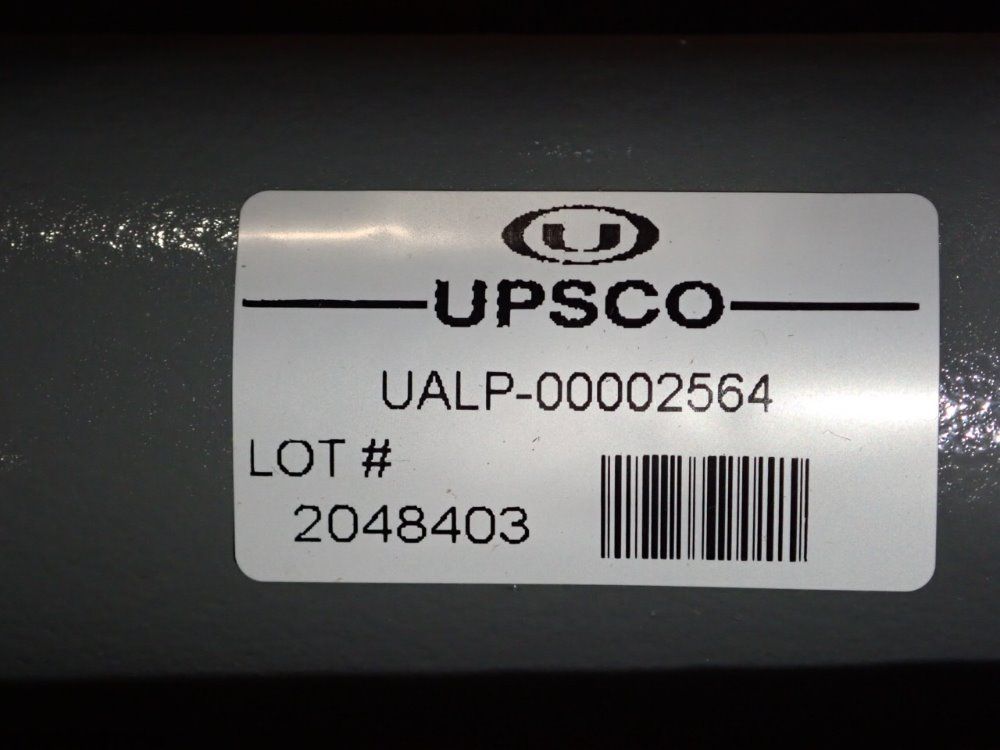 U
UPSCO
UALP-00002564
LOT #
2048403